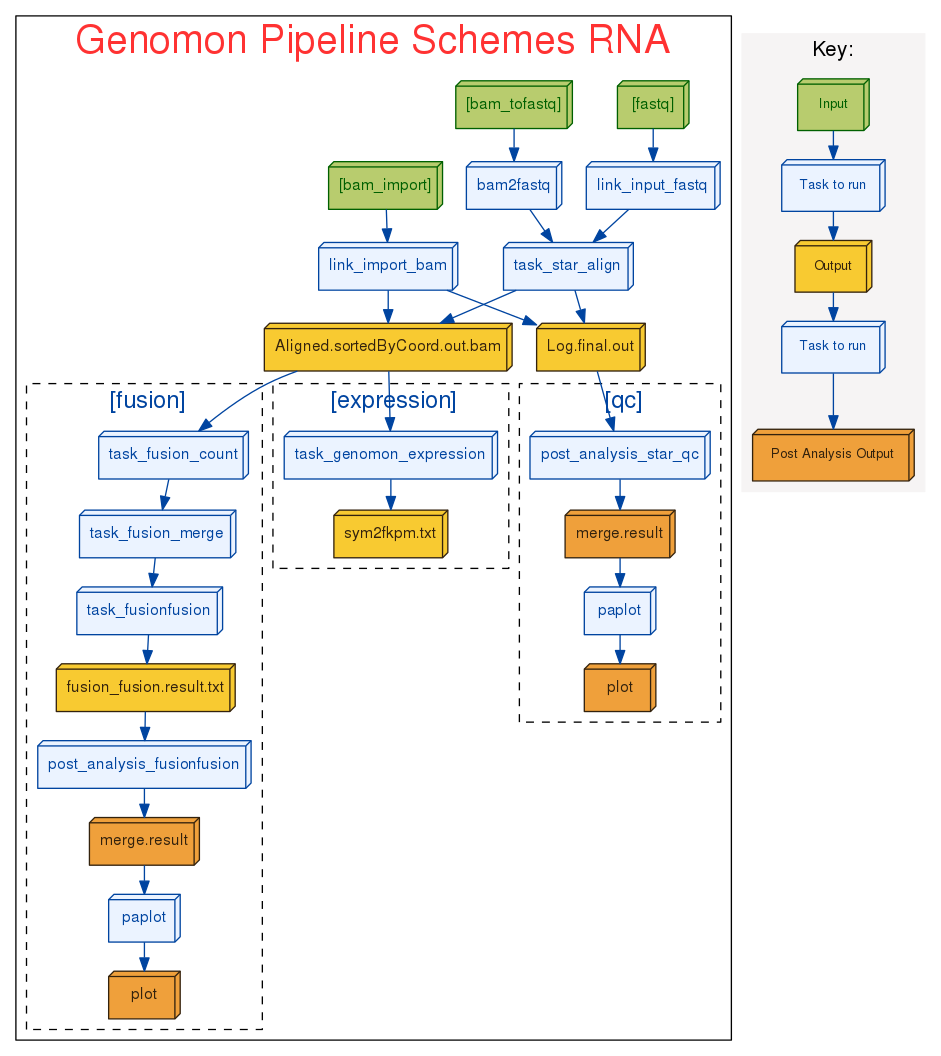 Genomon Pipeline Schemes RNA
[bam_tofastq]
[fastq]
[bam_import]
bam2fastq
link_input_fastq
link_import_bam
task_star_align
Aligned.sortedByCoord.out.bam
Log.final.out
[fusion]
task_fusion_count
task_fusion_merge
task_fusionfusion
fusion_fusion.result.txt
post_analysis_fusionfusion
merge.result
paplot
plot
[expression]
task_genomon_expression
sym2fkpm.txt
[qc]
post_analysis_star_qc
merge.result
paplot
plot
Key:
Input
Task to run
Output
Task to run
Post Analysis Output